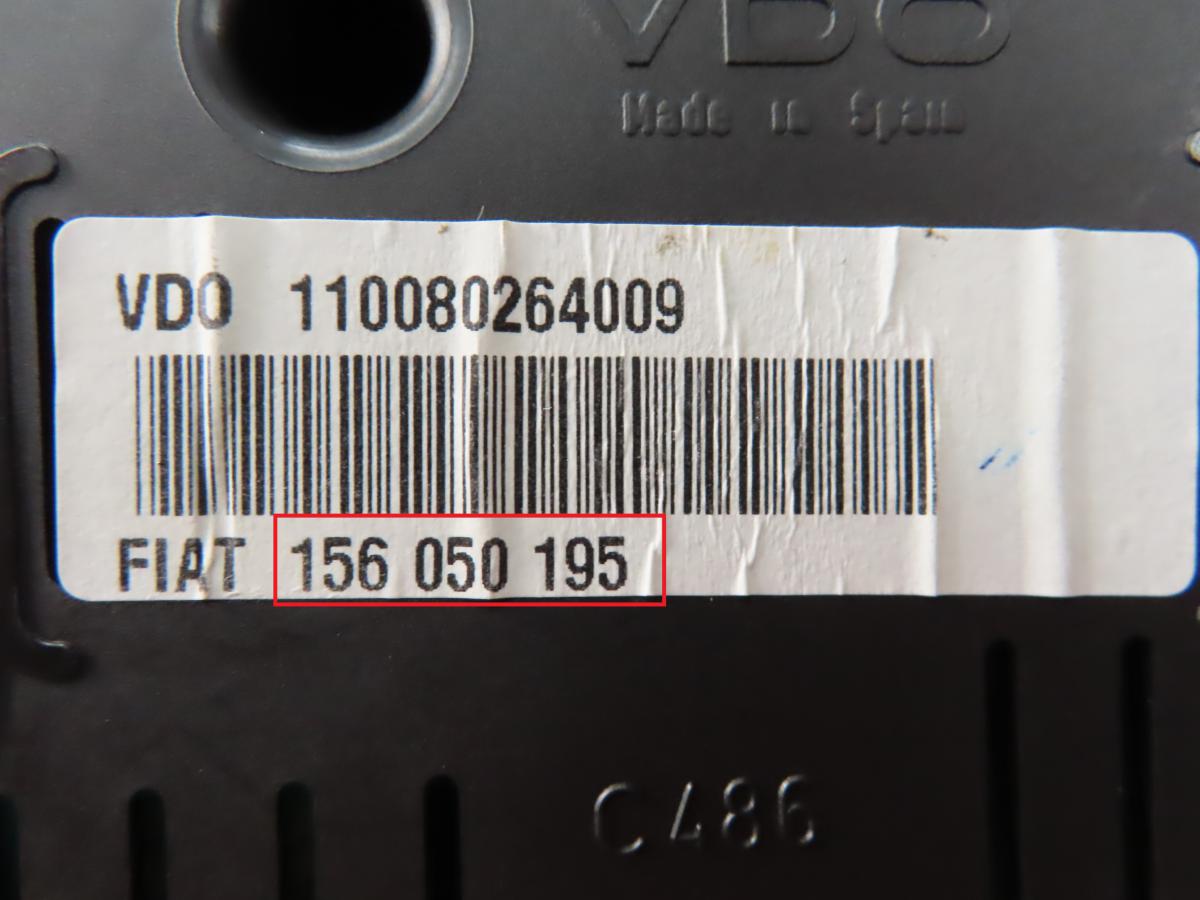 VDO
Made in Spain
VDO 110080264009
FIAT 156 050 195
C486